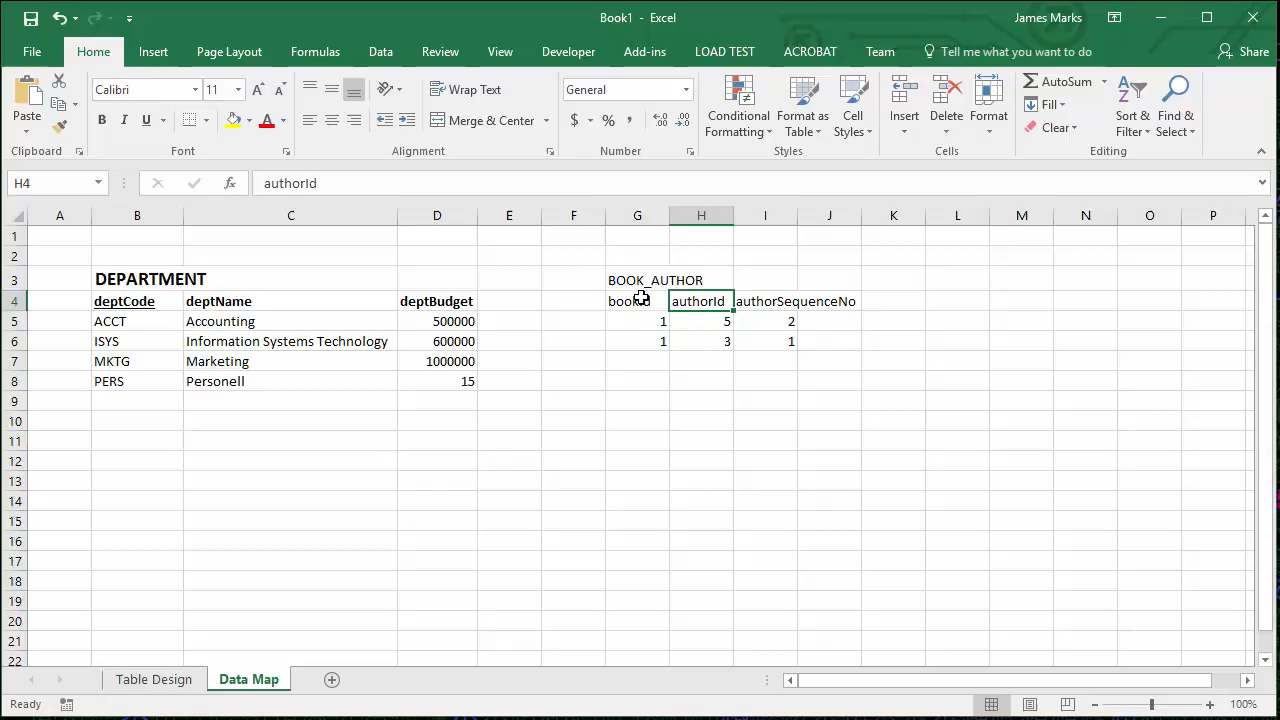 Book1 - Excel
James Marks
File Home Insert Page Layout Formulas Data Review View Developer Add-ins LOAD TEST ACROBAT Team Tell me what you want to do Share
Paste
Clipboard
Calibri 11
B I U A A A
Font
Wrap Text
Merge & Center
Alignment
General
$ % ,
Number
Conditional Formatting
Format as Table
Cell Styles
Styles
Insert Delete Format
Cells
AutoSum
Fill
Clear
Sort & Filter
Find & Select
Editing
H4 fx authorId
A B C D E F G H I J K L M N O P
1
2
3 DEPARTMENT BOOK_AUTHOR
4 deptCode deptName deptBudget authorId authorSequenceNo
5 ACCT Accounting 500000 1 5 2
6 ISYS Information Systems Technology 600000 1 3 1
7 MKTG Marketing 1000000
8 PERS Personell 15
9
10
11
12
13
14
15
16
17
18
19
20
21
22
Table Design Data Map
Ready 100%